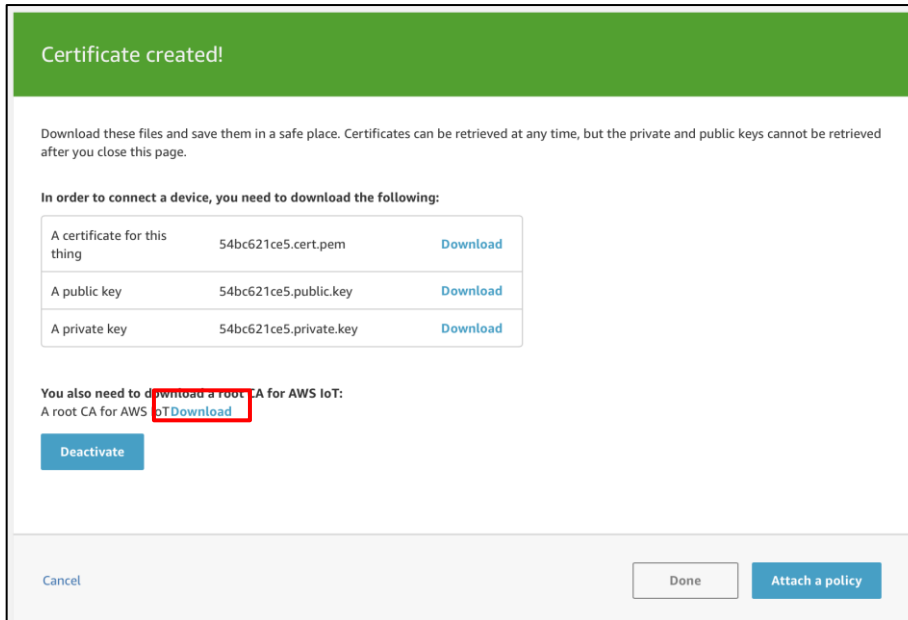 Certificate created!
Download these files and save them in a safe place. Certificates can be retrieved at any time, but the private and public keys cannot be retrieved
after you close this page.
In order to connect a device, you need to download the following:
A certificate for this
thing
54bc621ce5.cert.pem
Download
A public key 54bc621ce5.public.key Download
A private key 54bc621ce5.private.key Download
You also need to download a root CA for AWS IoT:
A root CA for AWS IoTDownload
Deactivate
Cancel Done Attach a policy